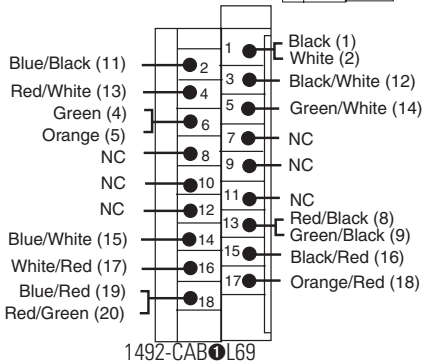 Black (1)
White (2)
1
Blue/Black (11)
2
3
Black/White (12)
Red/White (13)
4
5
Green/White (14)
Green (4)
Orange (5)
6
7
NC
NC
8
9
NC
NC
10
11
NC
NC
12
13
Red/Black (8)
Green/Black (9)
Blue/White (15)
14
15
Black/Red (16)
White/Red (17)
16
17
Orange/Red (18)
Blue/Red (19)
Red/Green (20)
18
1492-CAB❶L69